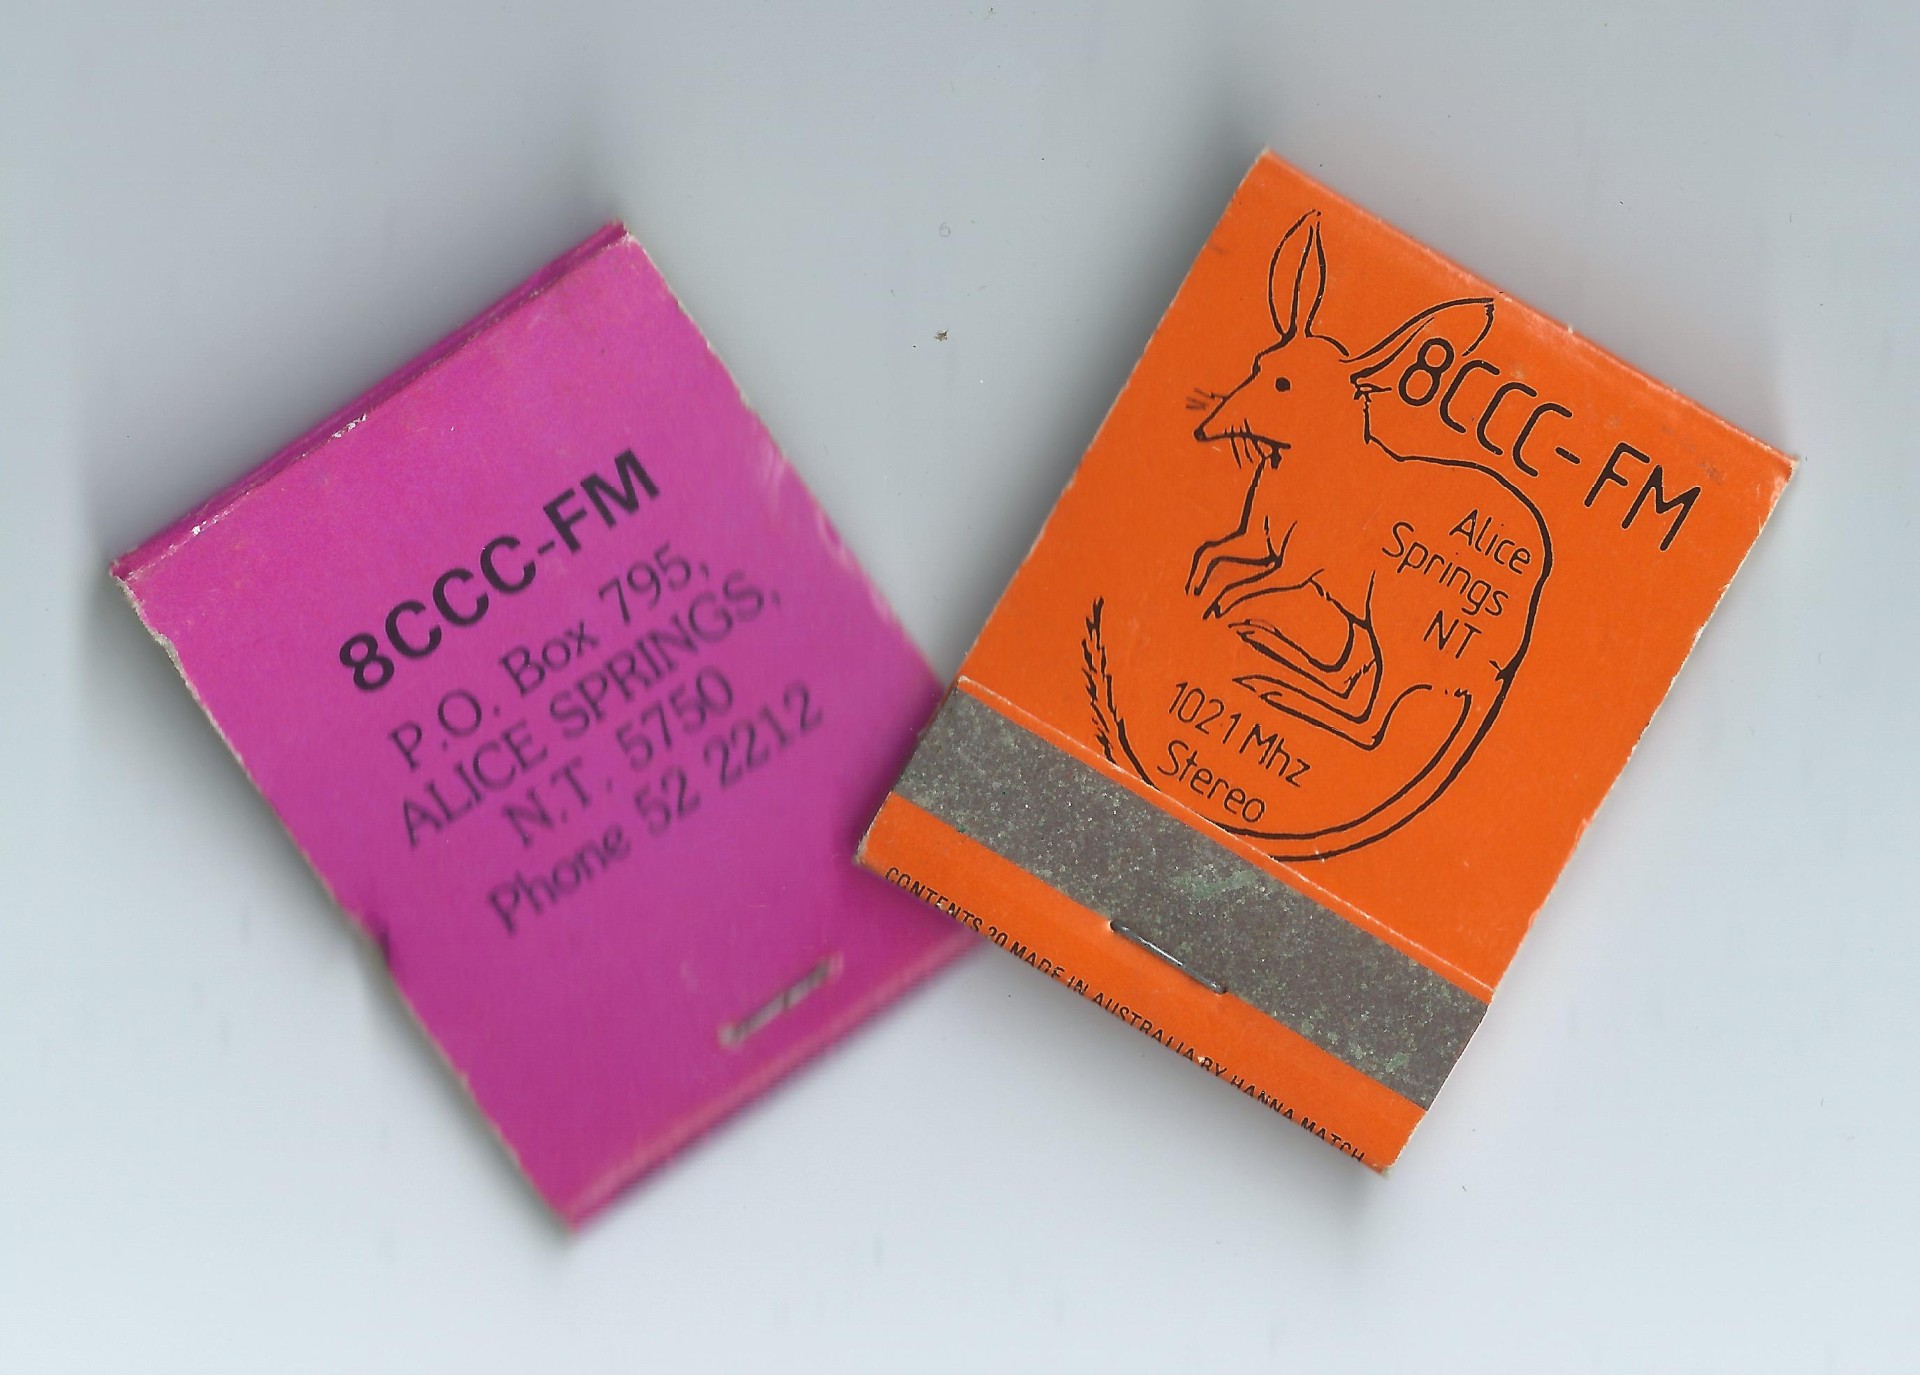 8CCC-FM
P.O. Box 795,
ALICE SPRINGS,
N.T. 5750
Phone 52 2212
8CCC-FM
Alice
Springs
NT
102·1 Mhz
Stereo
CONTENTS 20 MADE IN AUSTRALIA BY HANNA MATCH